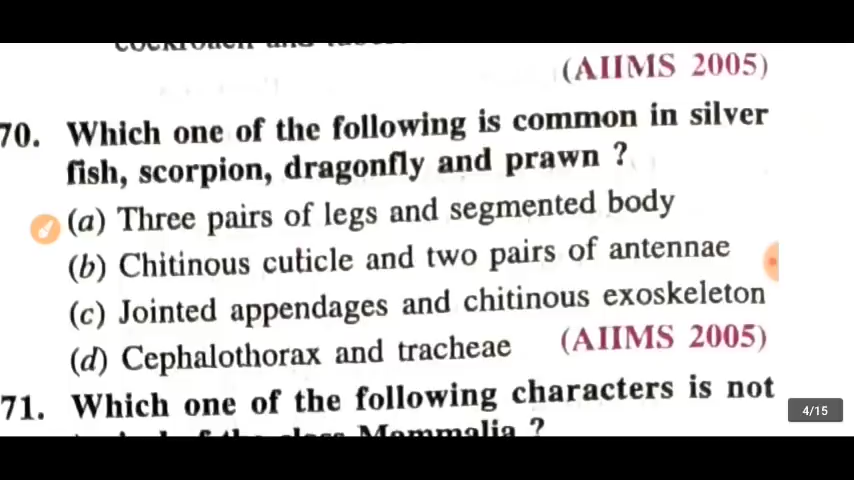 (AIIMS 2005)
70. Which one of the following is common in silver
fish, scorpion, dragonfly and prawn ?
(a) Three pairs of legs and segmented body
(b) Chitinous cuticle and two pairs of antennae
(c) Jointed appendages and chitinous exoskeleton
(d) Cephalothorax and tracheae (AIIMS 2005)
71. Which one of the following characters is not
4/15
Mammalia ?